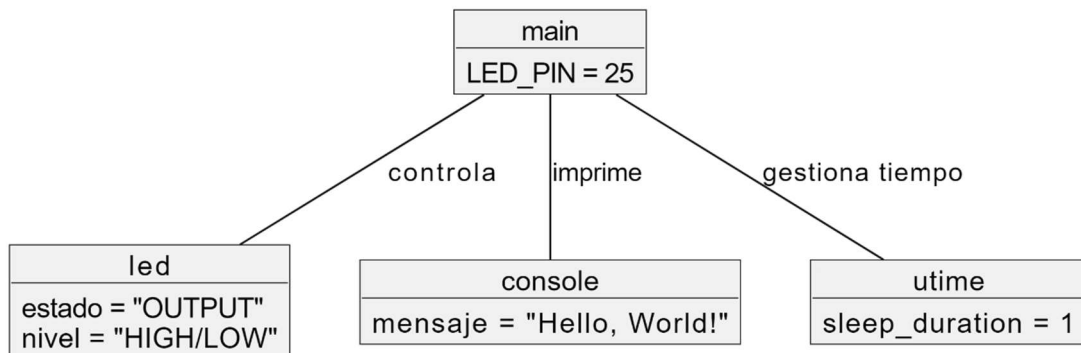 main
LED_PIN = 25
controla
imprime
gestiona tiempo
led
estado = "OUTPUT"
nivel = "HIGH/LOW"
console
mensaje = "Hello, World!"
utime
sleep_duration = 1